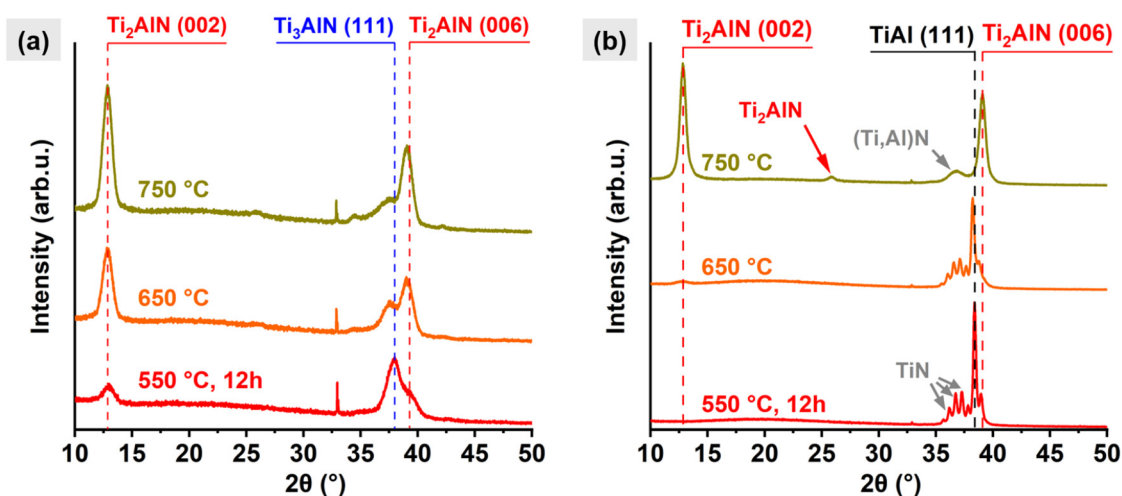 (a)
Ti₂AlN (002)
Ti₃AlN (111)
Ti₂AlN (006)
750 °C
650 °C
550 °C, 12h
Intensity (arb.u.)
10 15 20 25 30 35 40 45 50
2θ (°)
(b)
Ti₂AlN (002)
TiAl (111)
Ti₂AlN (006)
Ti₂AlN
(Ti,Al)N
750 °C
650 °C
TiN
550 °C, 12h
Intensity (arb.u.)
10 15 20 25 30 35 40 45 50
2θ (°)